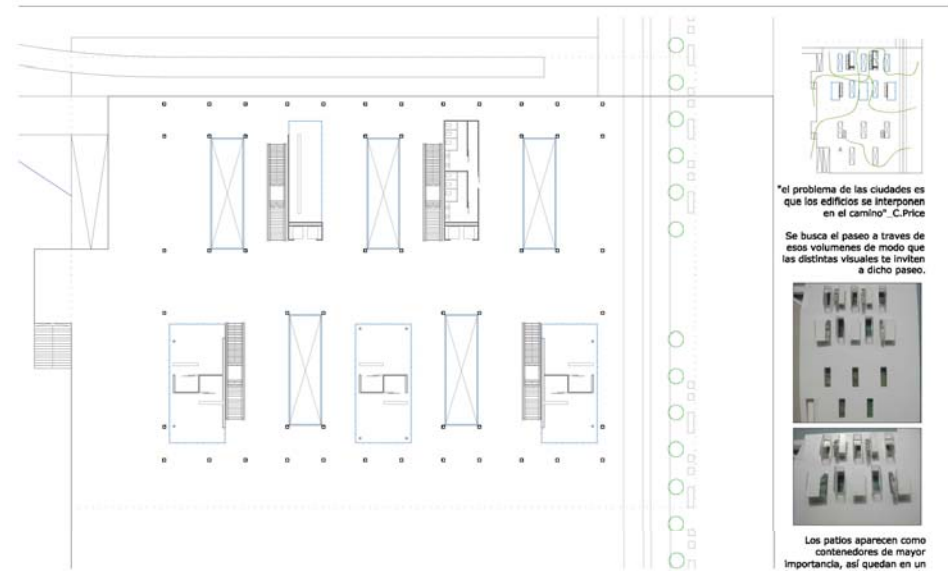 "el problema de las ciudades es
que los edificios se interponen
en el camino"_C.Price
Se busca el paseo a traves de
esos volumenes de modo que
las distintas visuales te inviten
a dicho paseo.
Los patios aparecen como
contenedores de mayor
importancia, así quedan en un